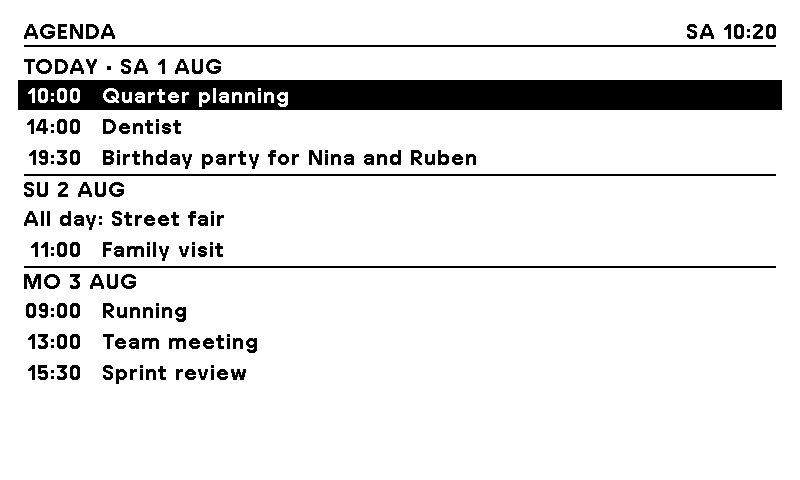 AGENDA SA 10:20
TODAY · SA 1 AUG
10:00 Quarter planning
14:00 Dentist
19:30 Birthday party for Nina and Ruben
SU 2 AUG
All day: Street fair
11:00 Family visit
MO 3 AUG
09:00 Running
13:00 Team meeting
15:30 Sprint review